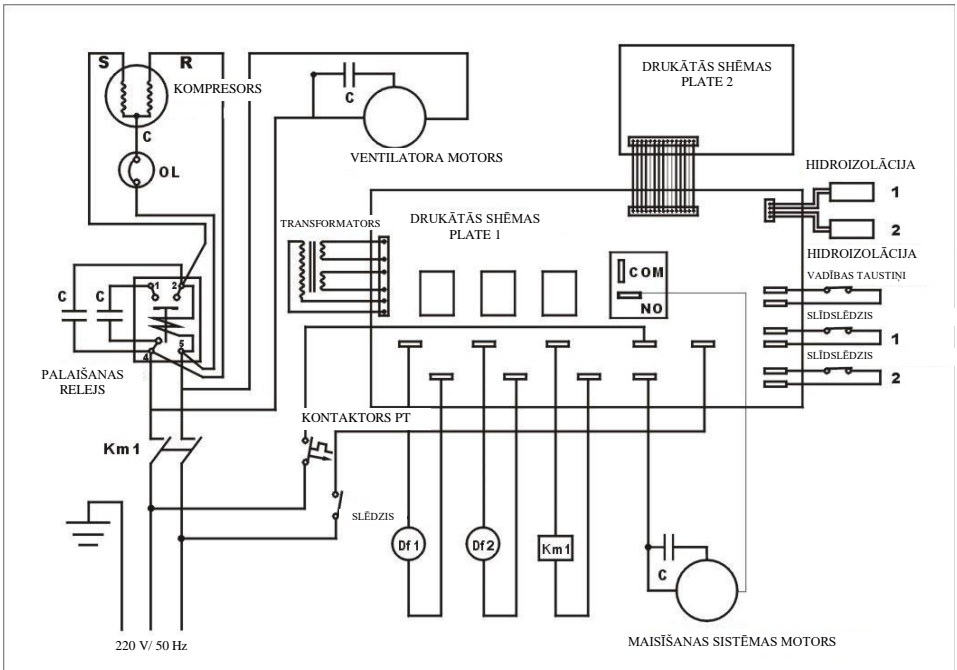 S
R
KOMPRESORS
C
OL
C
VENTILATORA MOTORS
DRUKĀTĀS SHĒMAS
PLATE 2
HIDROIZOLĀCIJA
1
2
HIDROIZOLĀCIJA
TRANSFORMATORS
DRUKĀTĀS SHĒMAS
PLATE 1
COM
NO
VADĪBAS TAUSTIŅI
SLĪDSLĒDZIS
1
SLĪDSLĒDZIS
2
C
C
1
2
4
5
PALAIŠANAS
RELEJS
KONTAKTORS PT
Km1
SLĒDZIS
Df1
Df2
Km1
C
220 V/ 50 Hz
MAISĪŠANAS SISTĒMAS MOTORS